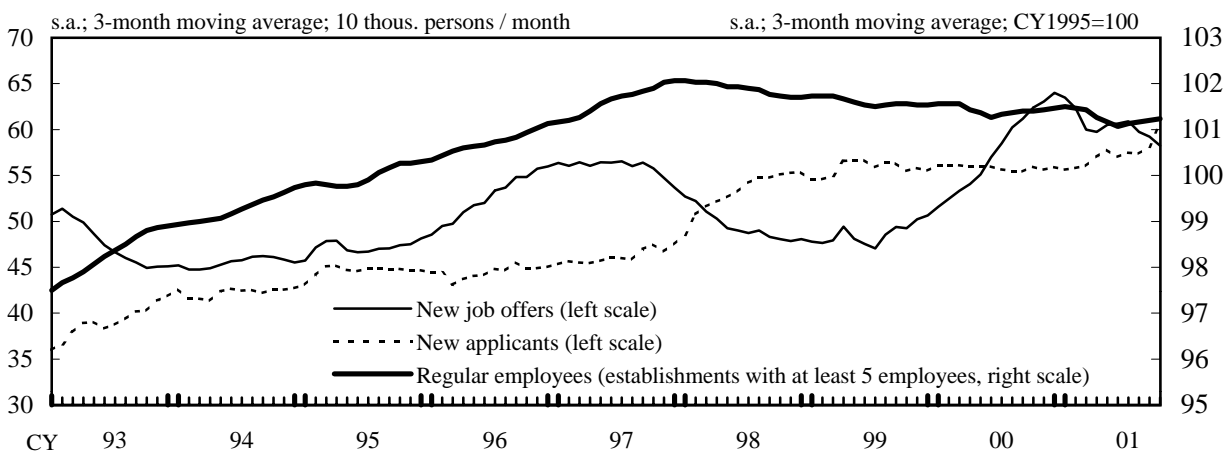 s.a.; 3-month moving average; 10 thous. persons / month s.a.; 3-month moving average; CY1995=100
70 103
65 102
60 101
55 100
50 99
45 98
40 New job offers (left scale) 97
35 New applicants (left scale) 96
Regular employees (establishments with at least 5 employees, right scale)
30 95
CY 93 94 95 96 97 98 99 00 01